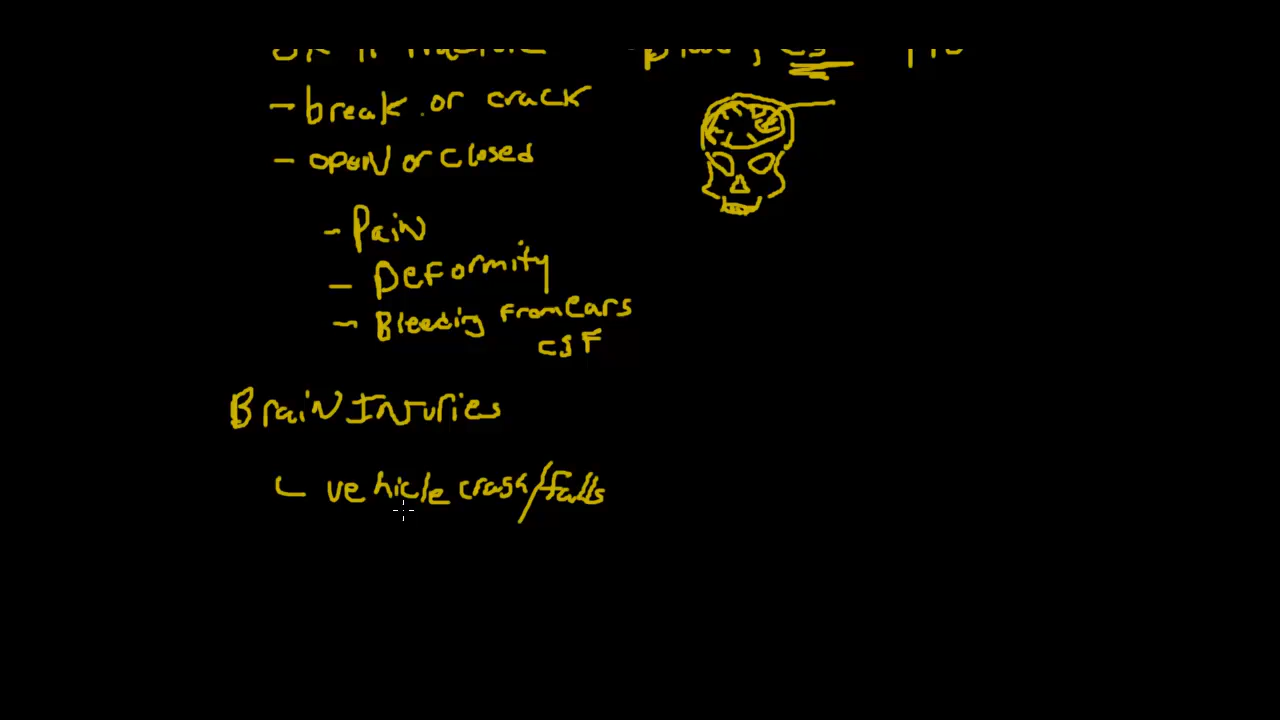 - break or crack
- open or closed
- Pain
- Deformity
- Bleeding from ears
CSF
Brain Injuries
vehicle crash/falls